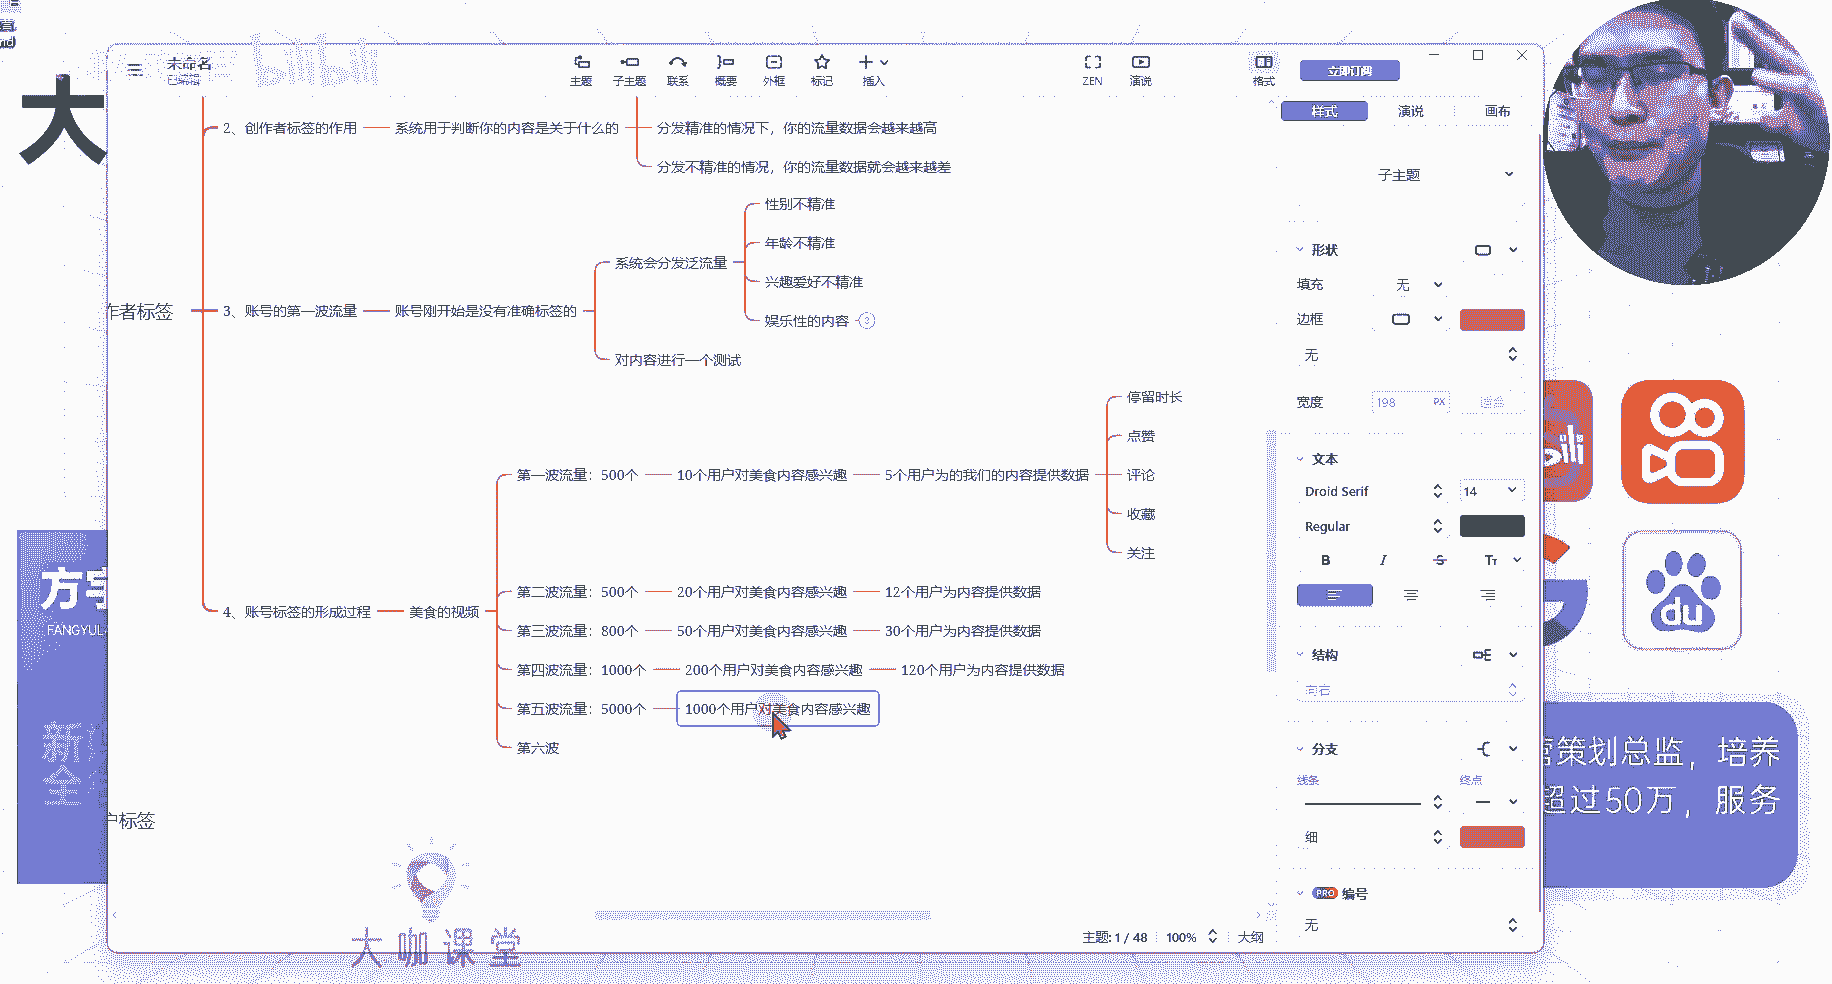 未命名
已编辑
bilibili
主题
子主题
联系
概要
外框
标记
插入
ZEN
演说
格式
立即订阅
大
样式
演说
画布
2、创作者标签的作用
系统用于判断你的内容是关于什么的
分发精准的情况下，你的流量数据会越来越高
分发不精准的情况，你的流量数据就会越来越差
子主题
性别不精准
年龄不精准
系统会分发泛流量
兴趣爱好不精准
作者标签
3、账号的第一波流量
账号刚开始是没有准确标签的
娱乐性的内容
对内容进行一个测试
形状
填充
无
边框
无
宽度
198
PX
停留时长
点赞
第一波流量：500个
10个用户对美食内容感兴趣
5个用户为的我们的内容提供数据
评论
收藏
关注
文本
Droid Serif
14
Regular
B
I
S
Tт
第二波流量：500个
20个用户对美食内容感兴趣
12个用户为内容提供数据
4、账号标签的形成过程
美食的视频
第三波流量：800个
50个用户对美食内容感兴趣
30个用户为内容提供数据
第四波流量：1000个
200个用户对美食内容感兴趣
120个用户为内容提供数据
第五波流量：5000个
1000个用户对美食内容感兴趣
第六波
结构
向右
分支
线条
终点
细
PRO
编号
无
户标签
方宇
FANGYUL
新
全
du
营策划总监，培养
超过50万，服务
大咖课堂
主题: 1 / 48
100%
大纲